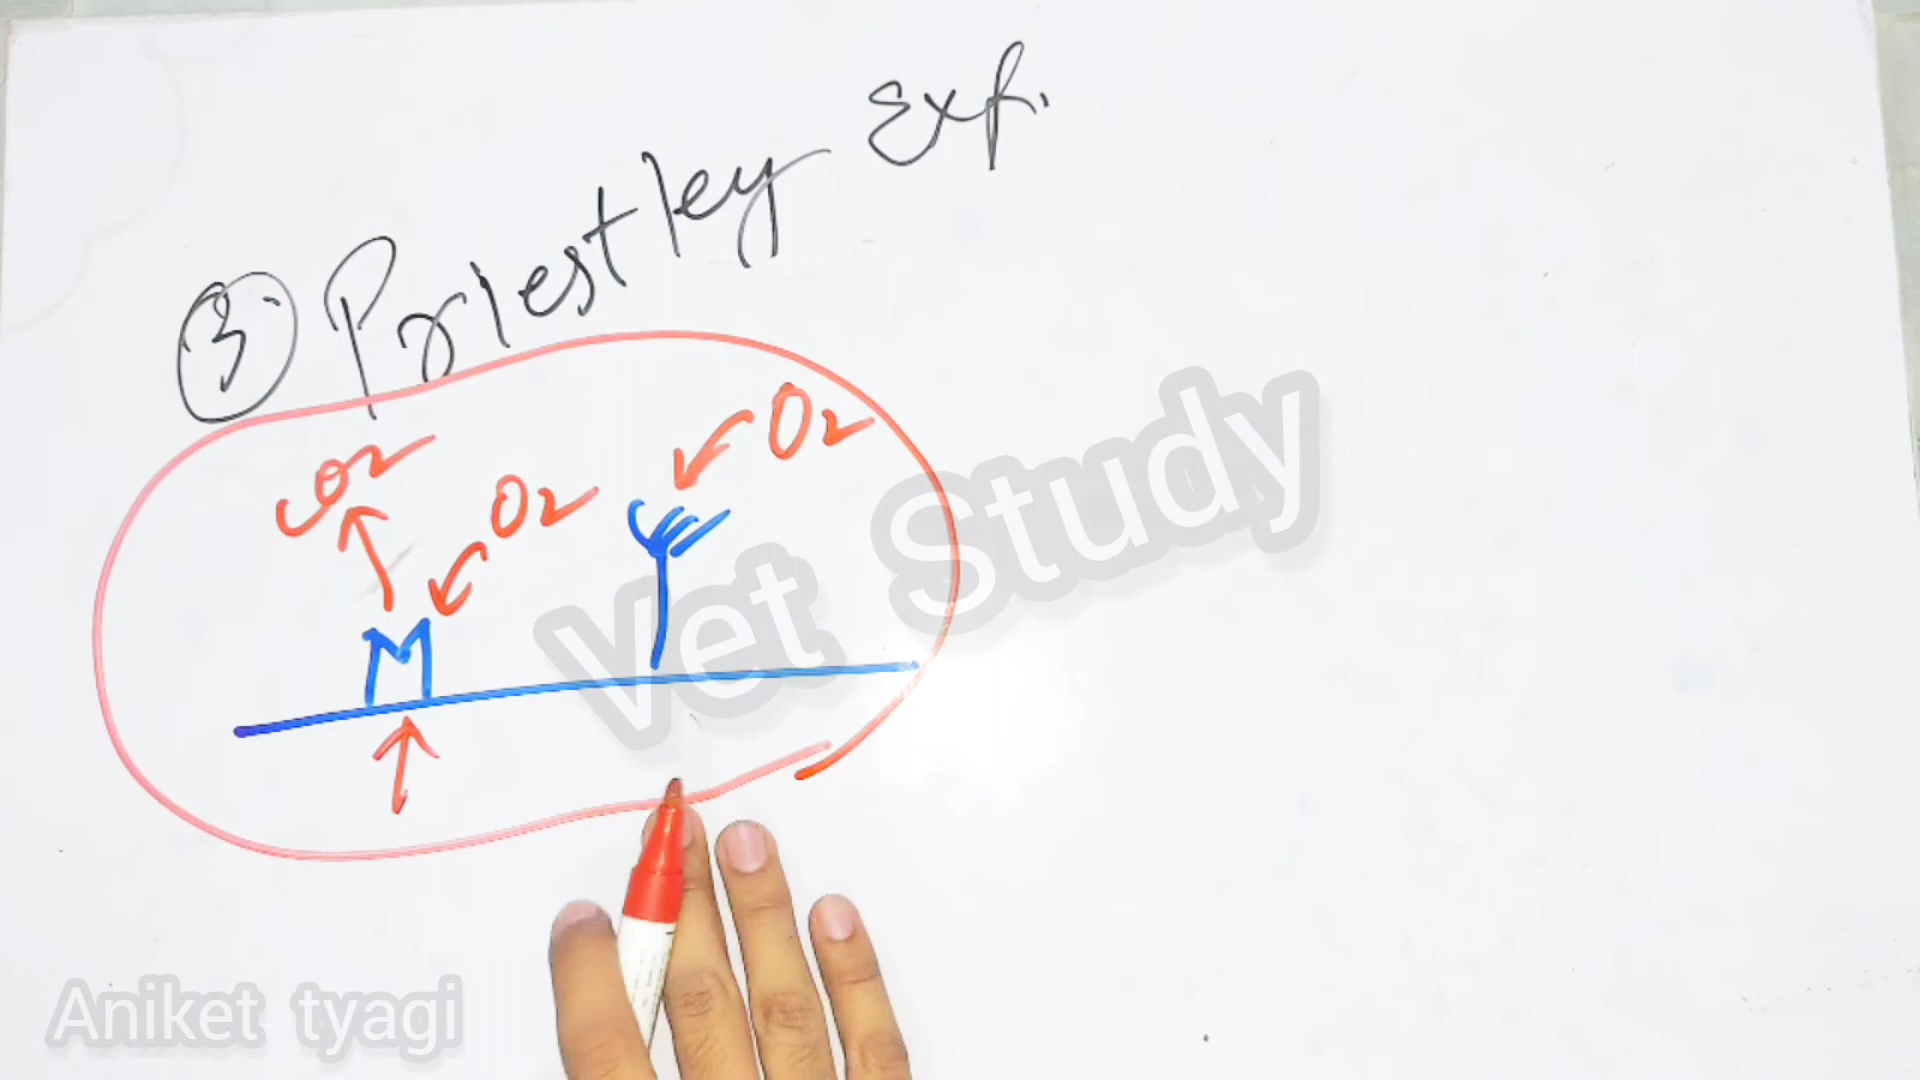 ③ Priestley Exp.
CO2 O2 O2
M
Vet Study
Aniket tyagi